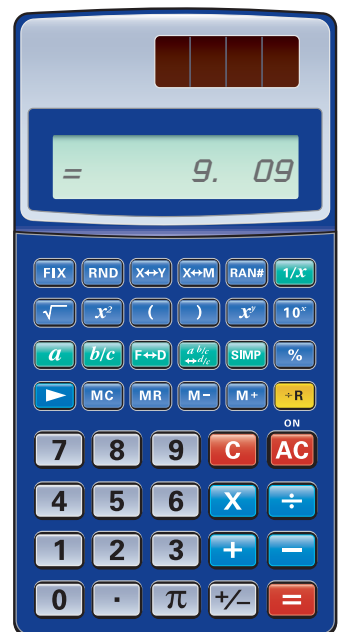 = 9. 09
FIX RND X↔Y X↔M RAN# 1/x
√‾ x² ( ) xʸ 10ˣ
a b/c F↔D a b/c ↔ d/c SIMP %
▶ MC MR M− M+ ÷R
ON
7 8 9 C AC
4 5 6 X ÷
1 2 3 + −
0 · π +/− =